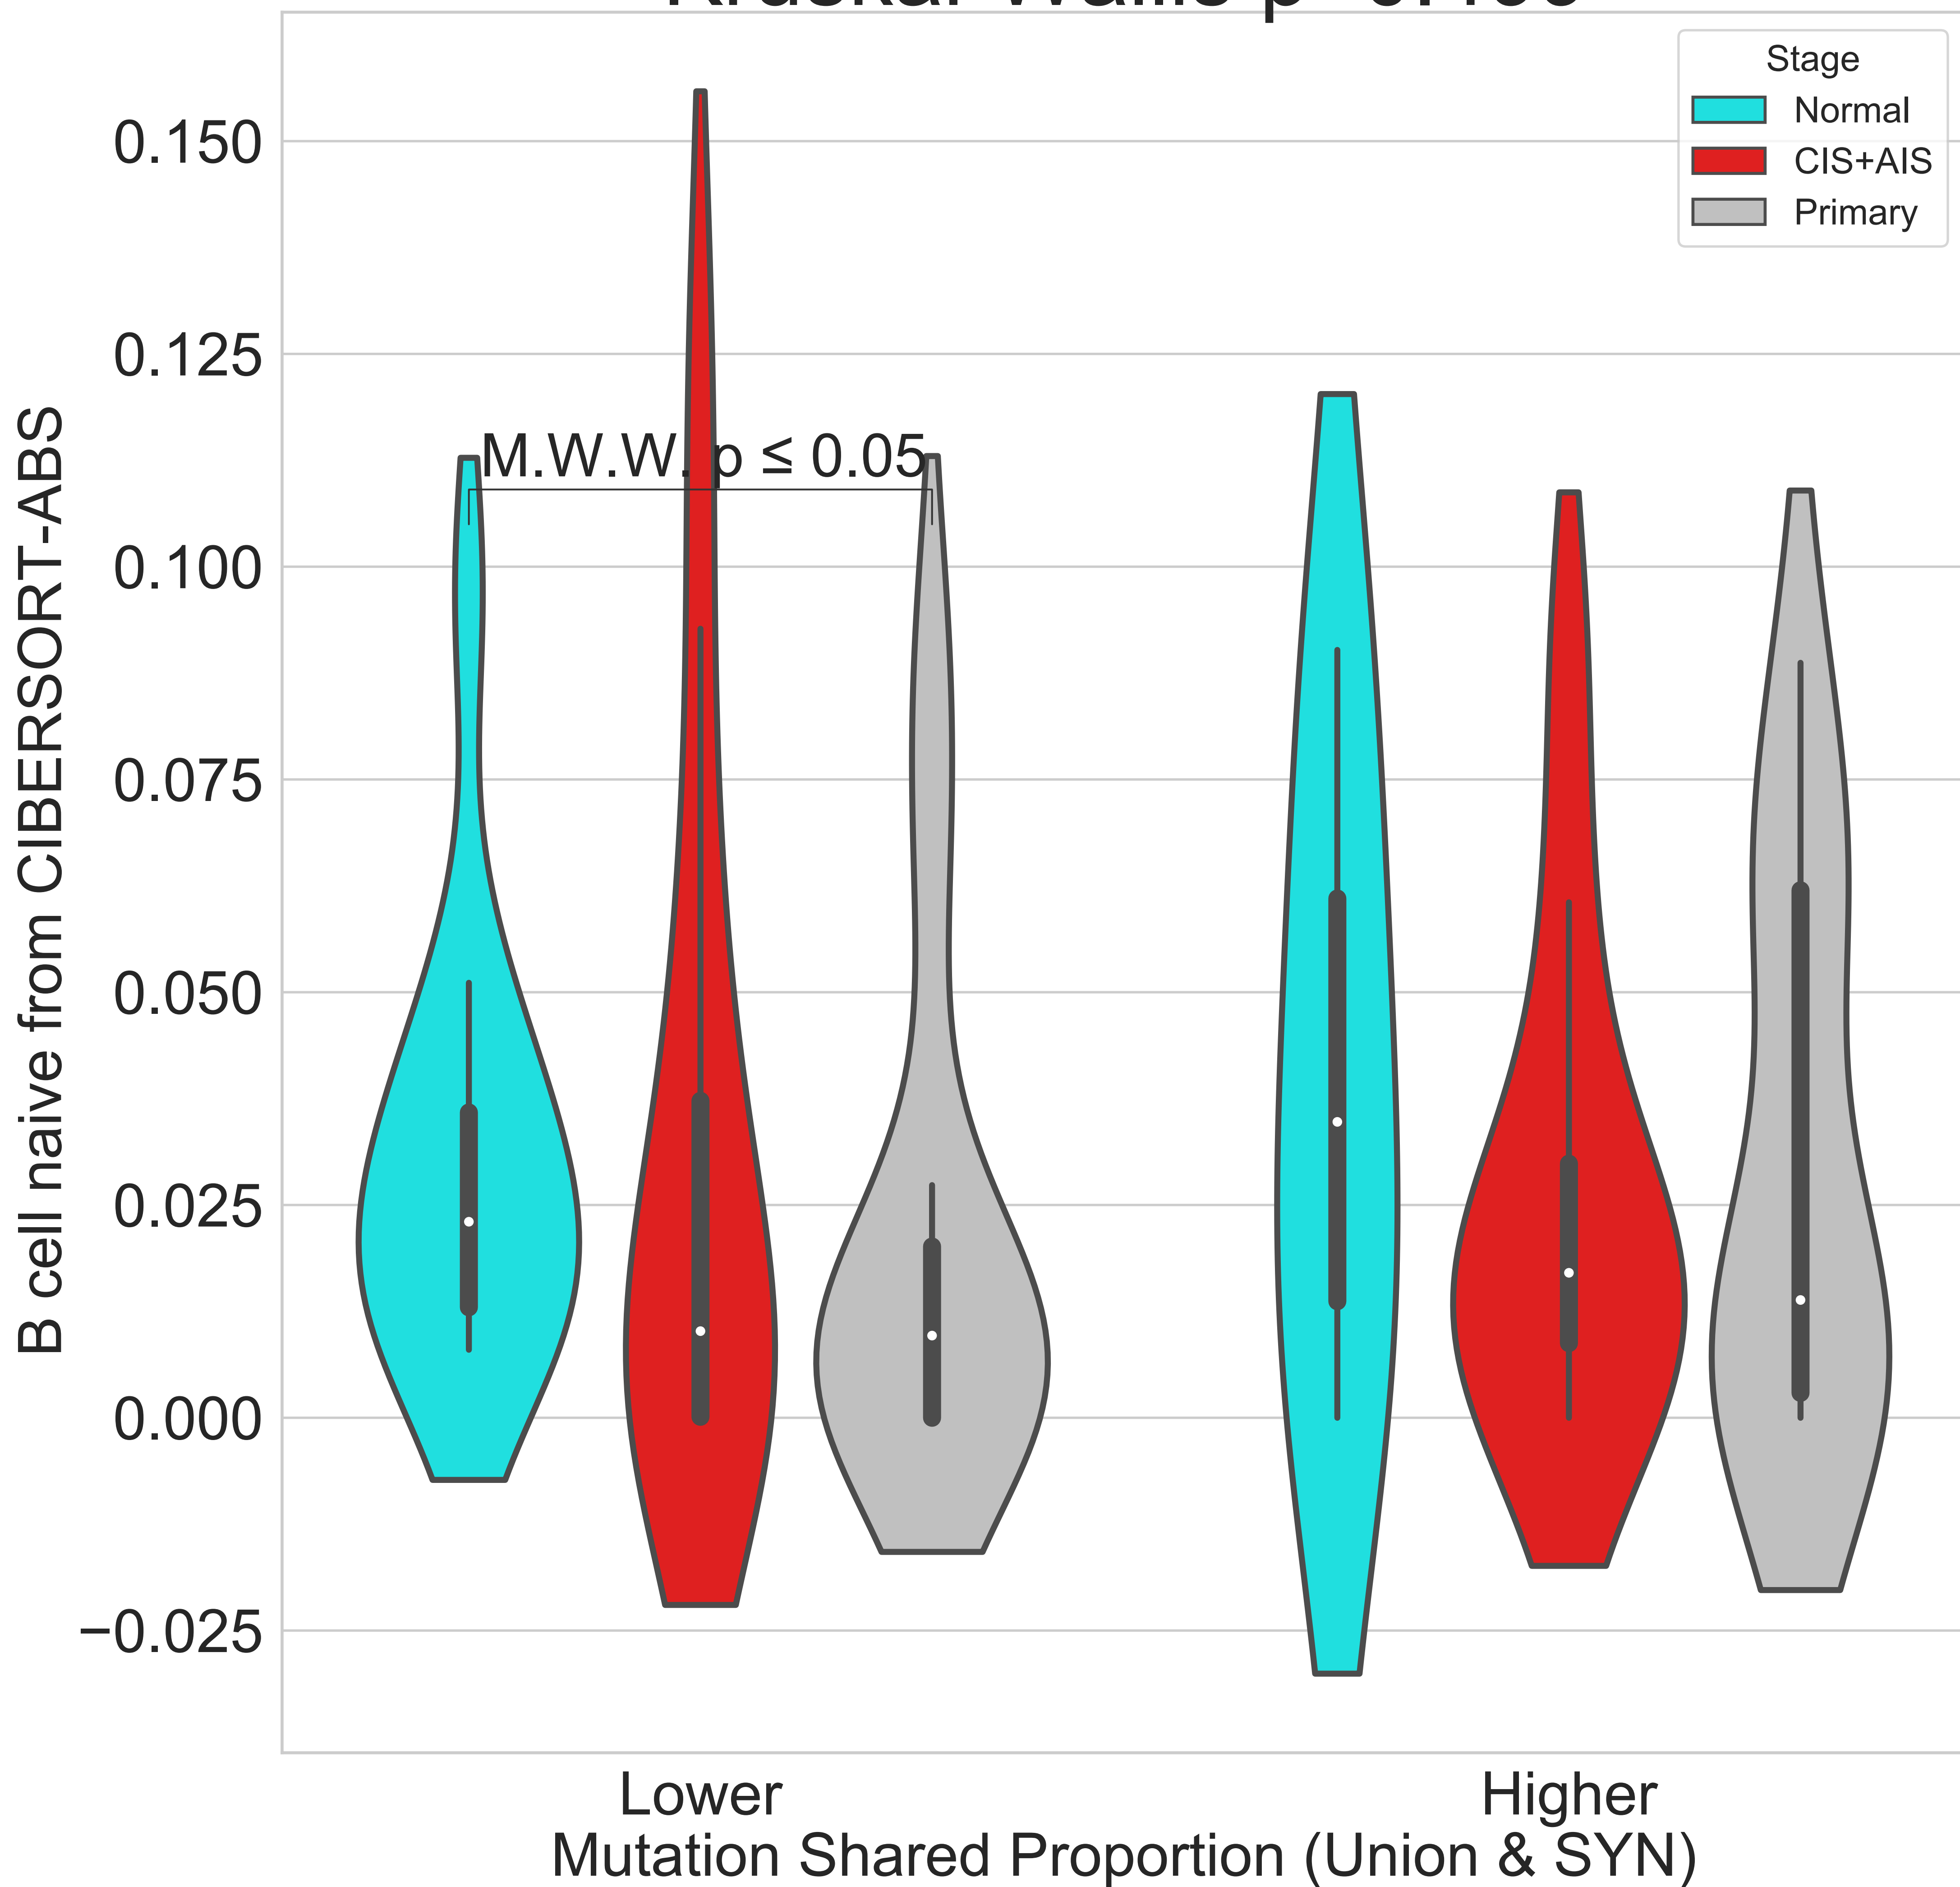 Stage
Normal
CIS+AIS
Primary
0.150
0.125
0.100
0.075
0.050
0.025
0.000
−0.025
B cell naive from CIBERSORT-ABS
M.W.W. p ≤ 0.05
Lower
Higher
Mutation Shared Proportion (Union & SYN)